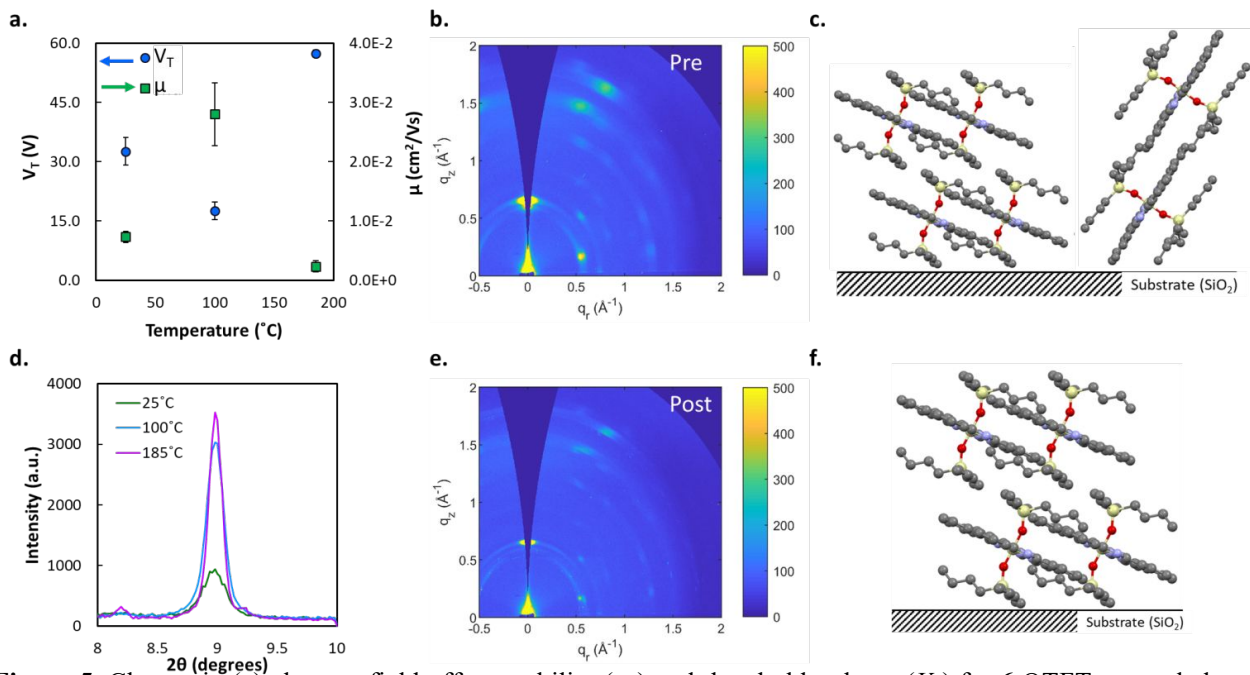 a.
60.0
45.0
30.0
15.0
0.0
V_T (V)
V_T
μ
4.0E-2
3.0E-2
2.0E-2
1.0E-2
0.0E+0
μ (cm²/Vs)
0 50 100 150 200
Temperature (˚C)
b.
Pre
2
1.5
1
0.5
0
q_z (Å⁻¹)
-0.5 0 0.5 1 1.5 2
q_r (Å⁻¹)
500
400
300
200
100
0
c.
Substrate (SiO₂)
d.
4000
3000
2000
1000
0
Intensity (a.u.)
25˚C
100˚C
185˚C
8 8.5 9 9.5 10
2θ (degrees)
e.
Post
2
1.5
1
0.5
0
q_z (Å⁻¹)
-0.5 0 0.5 1 1.5 2
q_r (Å⁻¹)
500
400
300
200
100
0
f.
Substrate (SiO₂)